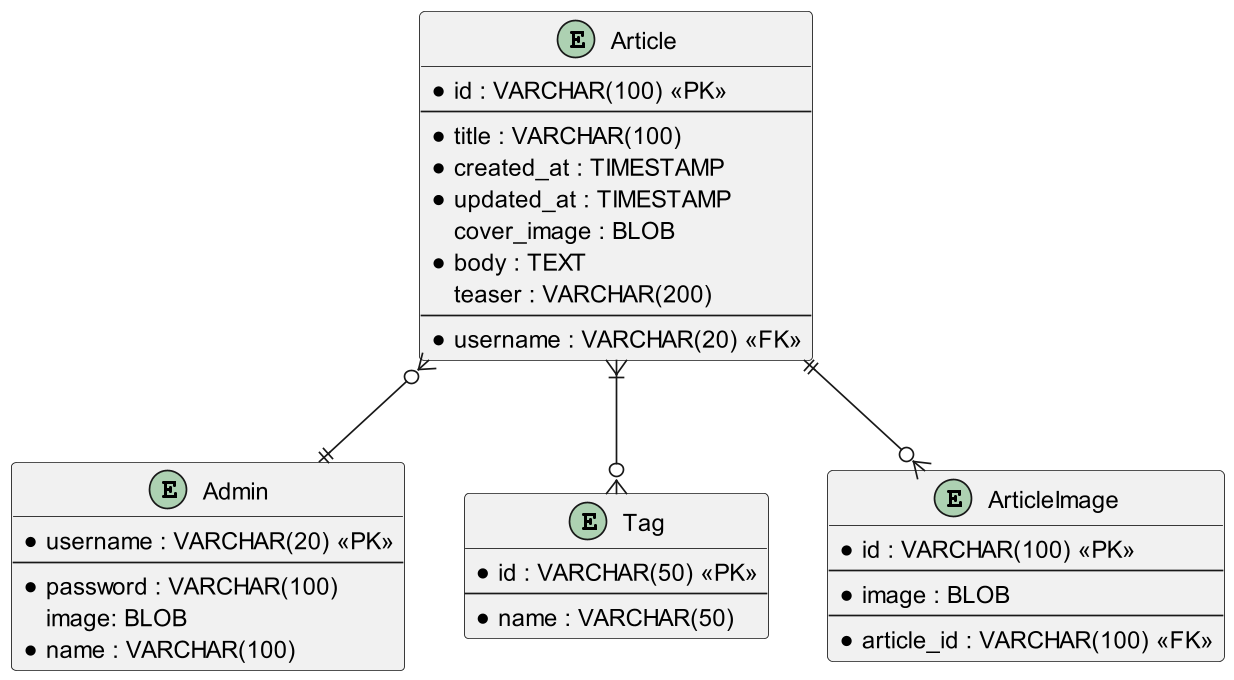 E Article
* id : VARCHAR(100) «PK»
* title : VARCHAR(100)
* created_at : TIMESTAMP
* updated_at : TIMESTAMP
cover_image : BLOB
* body : TEXT
teaser : VARCHAR(200)
* username : VARCHAR(20) «FK»
E Admin
* username : VARCHAR(20) «PK»
* password : VARCHAR(100)
image: BLOB
* name : VARCHAR(100)
E Tag
* id : VARCHAR(50) «PK»
* name : VARCHAR(50)
E ArticleImage
* id : VARCHAR(100) «PK»
* image : BLOB
* article_id : VARCHAR(100) «FK»